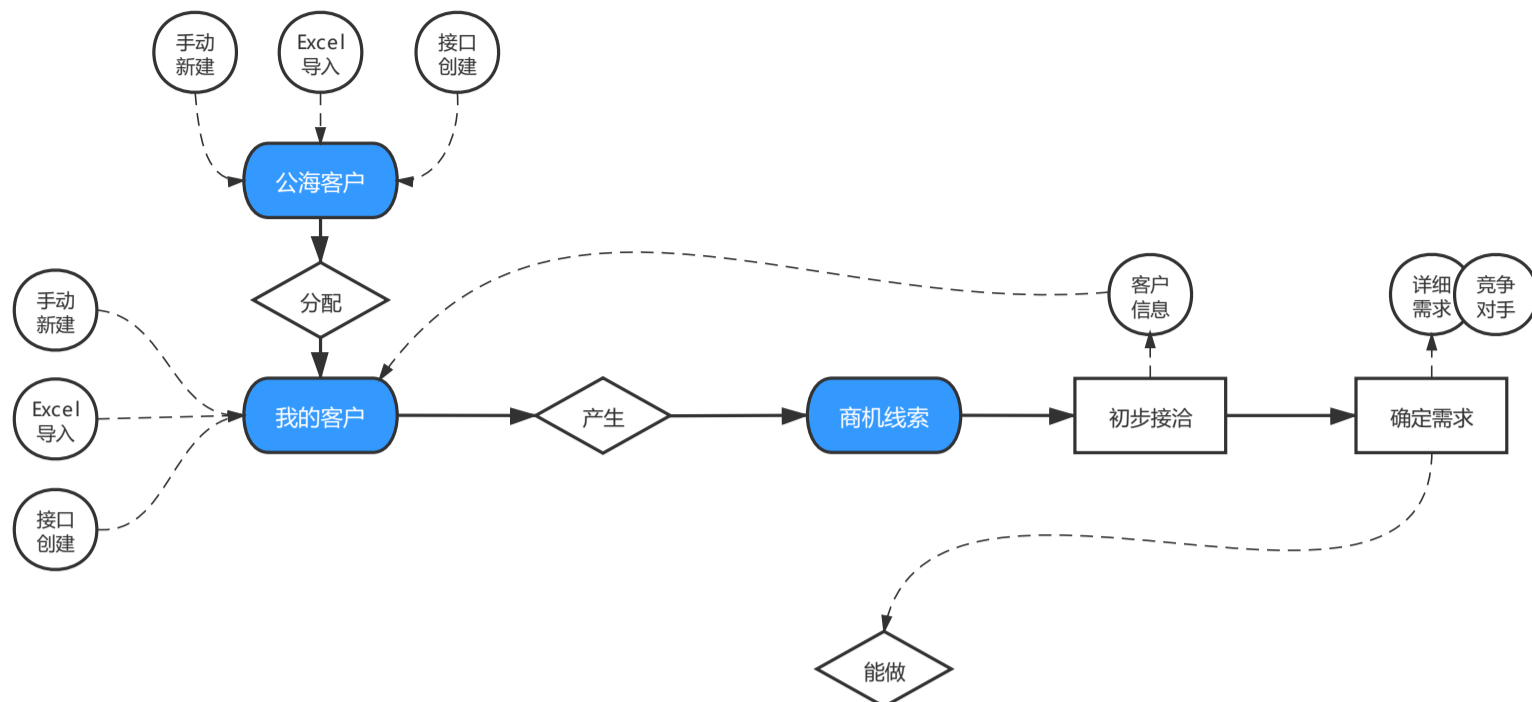 手动
新建
Excel
导入
接口
创建
公海客户
分配
手动
新建
Excel
导入
接口
创建
我的客户
产生
商机线索
客户
信息
初步接洽
详细
需求
竞争
对手
确定需求
能做